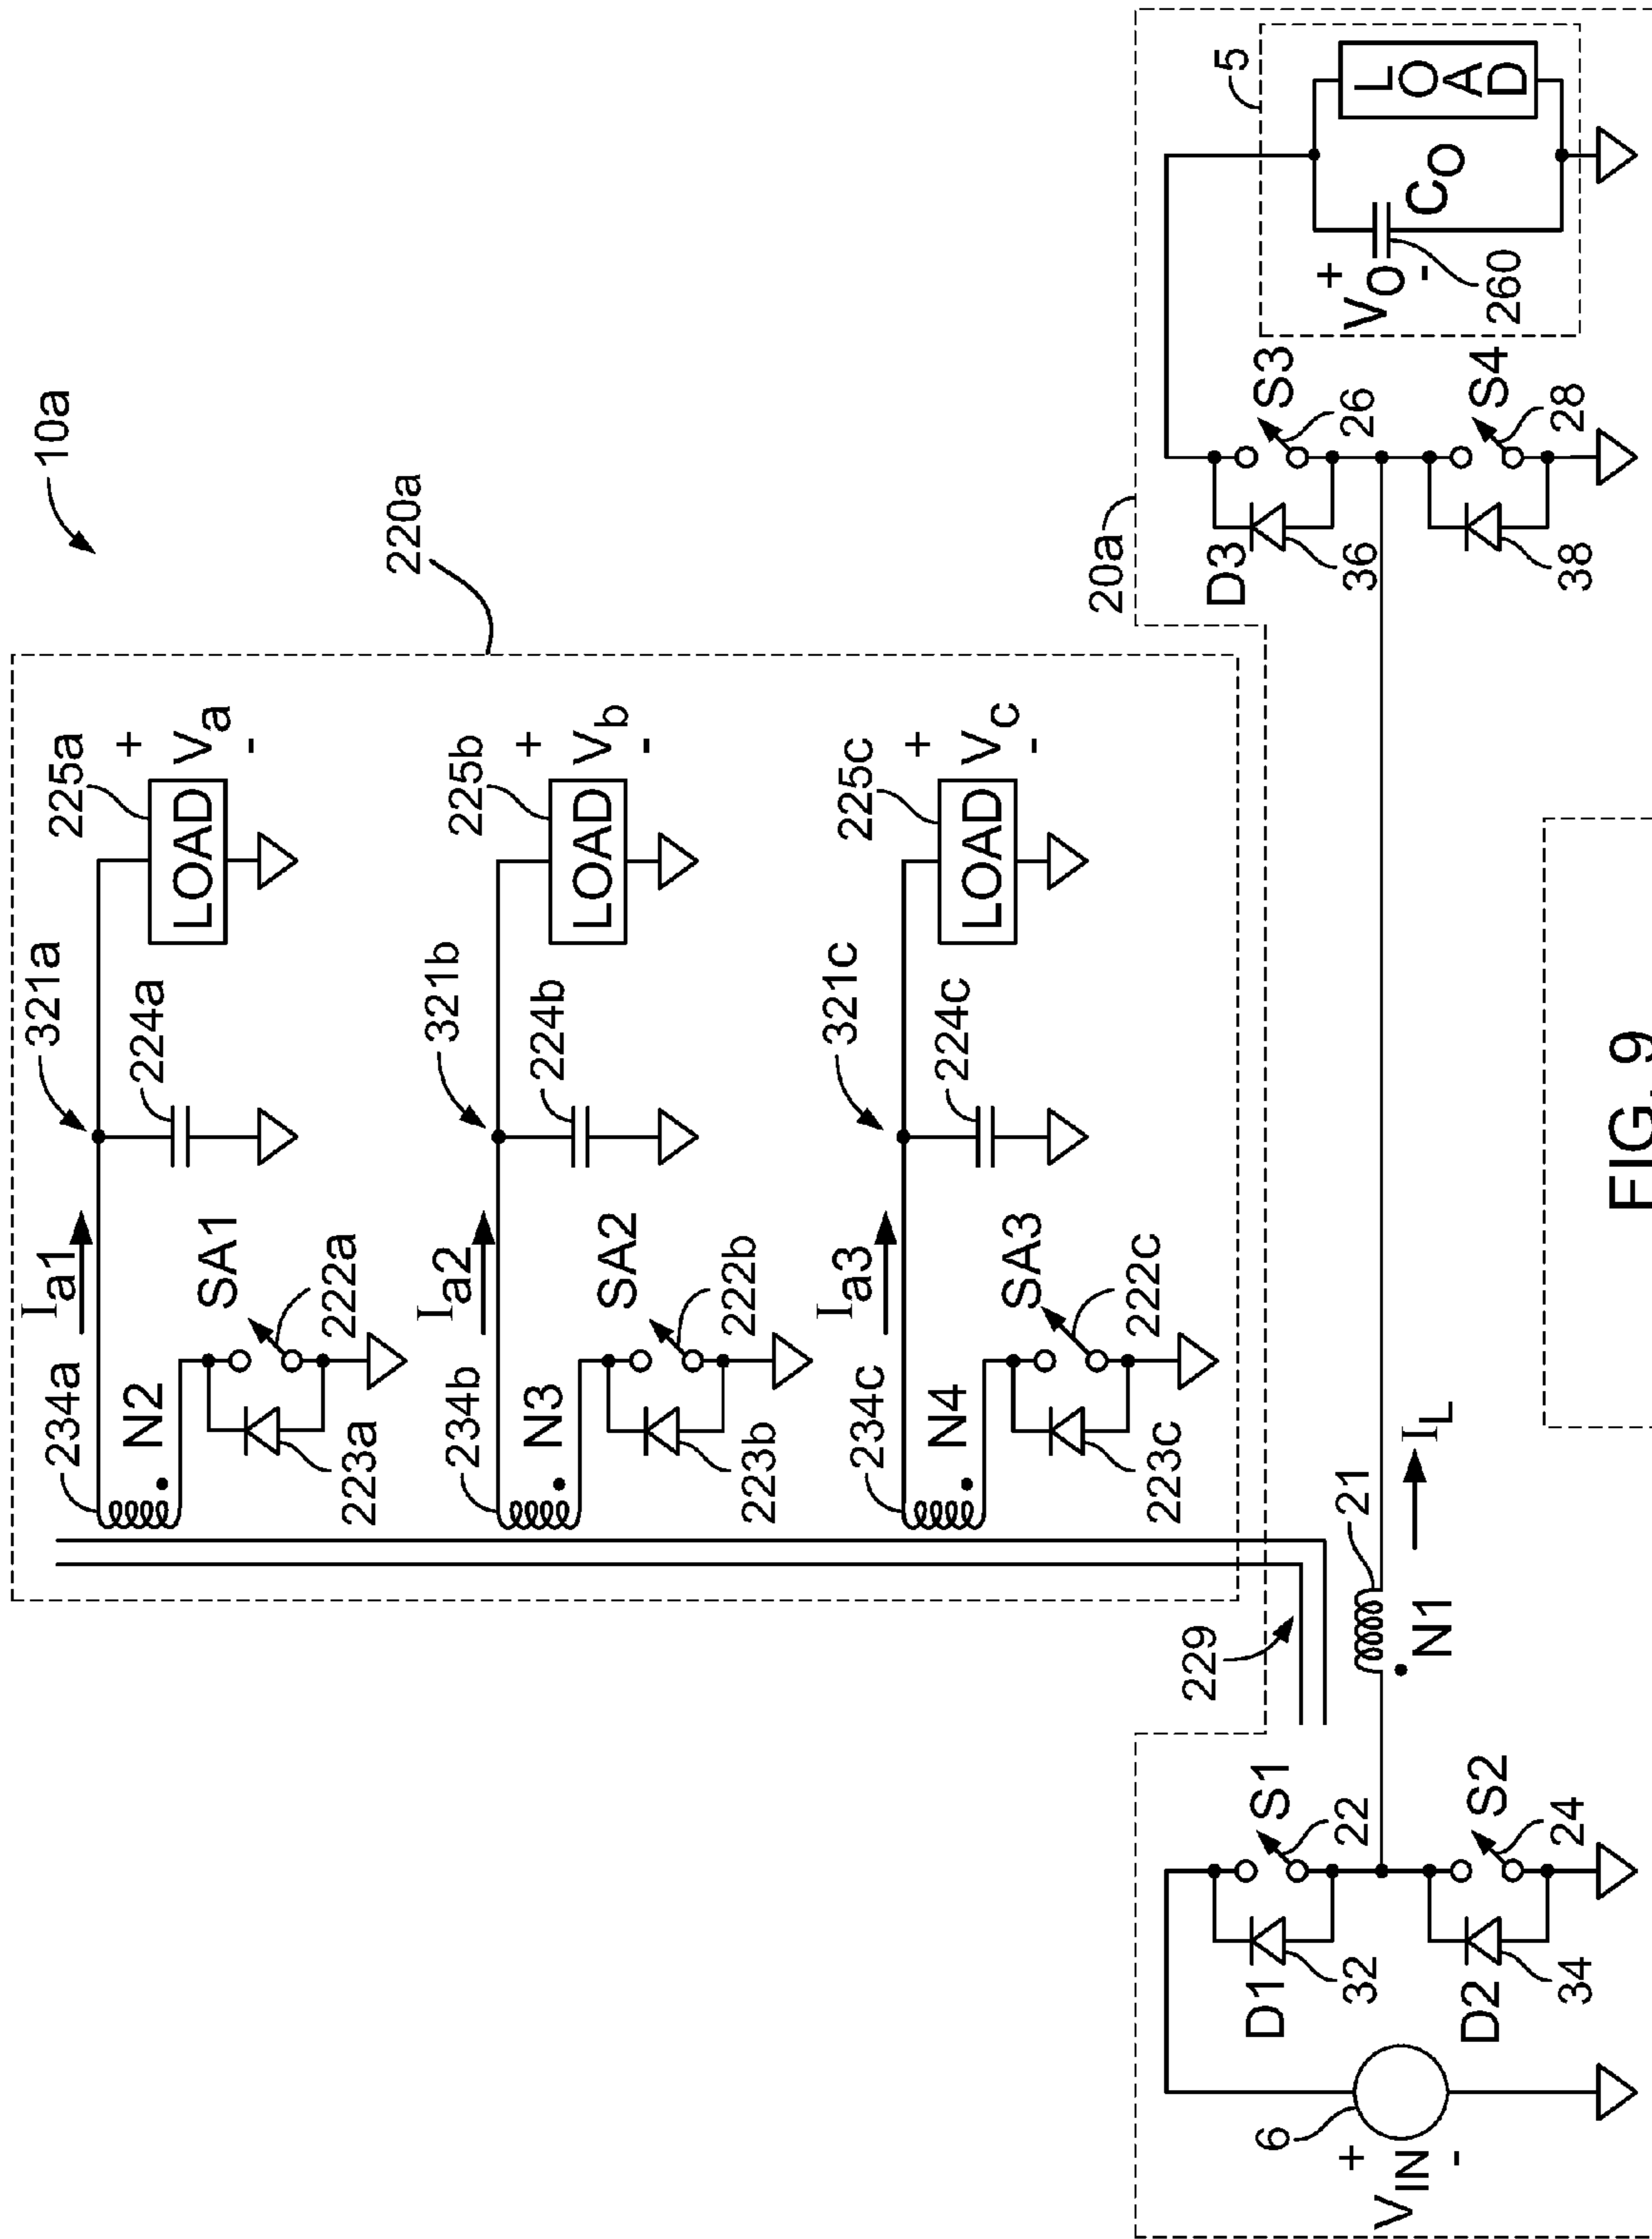 10a
220a
321a
225a
234a
Ia1
224a
+
Va
-
LOAD
N2
SA1
222a
223a
321b
225b
234b
Ia2
224b
+
Vb
-
LOAD
N3
SA2
222b
223b
321c
225c
234c
Ia3
224c
+
Vc
-
LOAD
N4
SA3
222c
223c
229
20a
5
6
+
VIN
-
D1
S1
22
32
D2
S2
24
34
21
N1
IL
D3
S3
26
36
S4
28
38
+
VO
-
CO
260
LOAD
FIG. 9